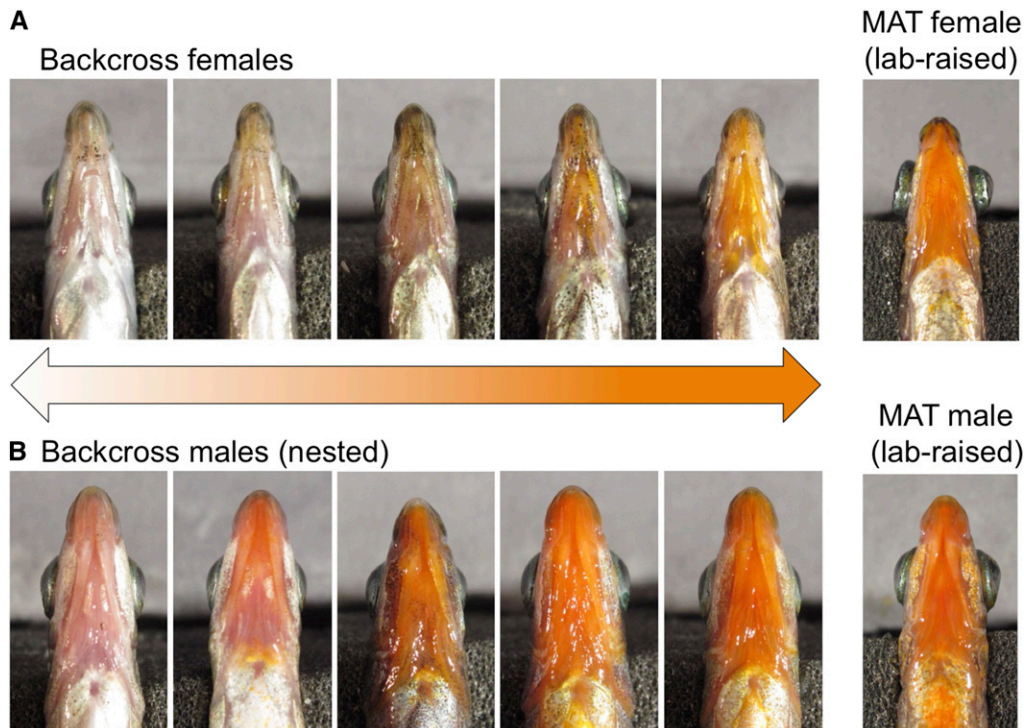 A
Backcross females
MAT female
(lab-raised)
B Backcross males (nested)
MAT male
(lab-raised)